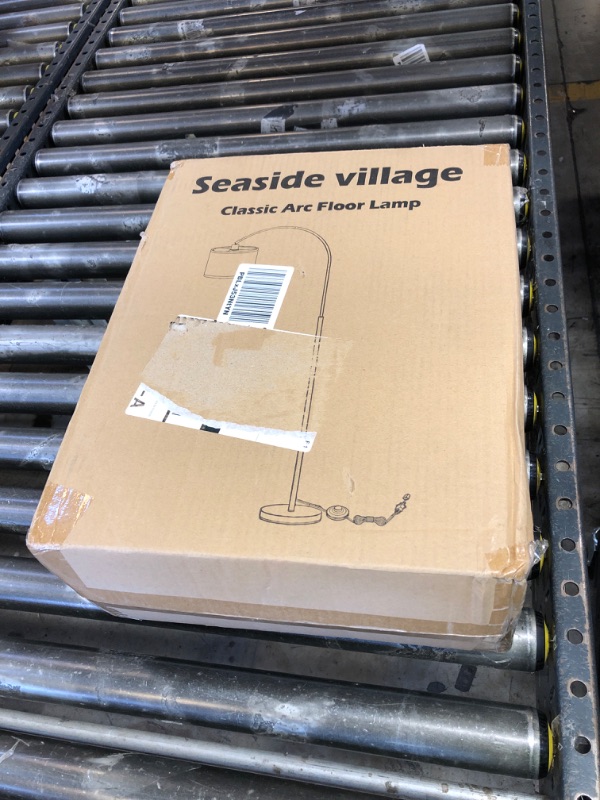 Seaside village
Classic Arc Floor Lamp
- A